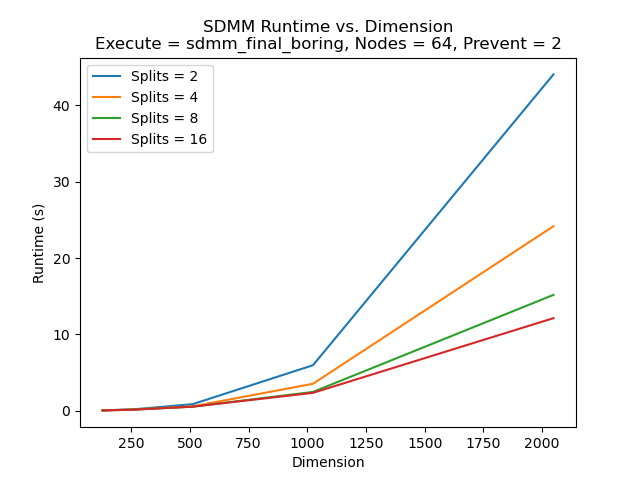 SDMM Runtime vs. Dimension
Execute = sdmm_final_boring, Nodes = 64, Prevent = 2
Splits = 2
Splits = 4
Splits = 8
Splits = 16
Runtime (s)
40
30
20
10
0
250 500 750 1000 1250 1500 1750 2000
Dimension